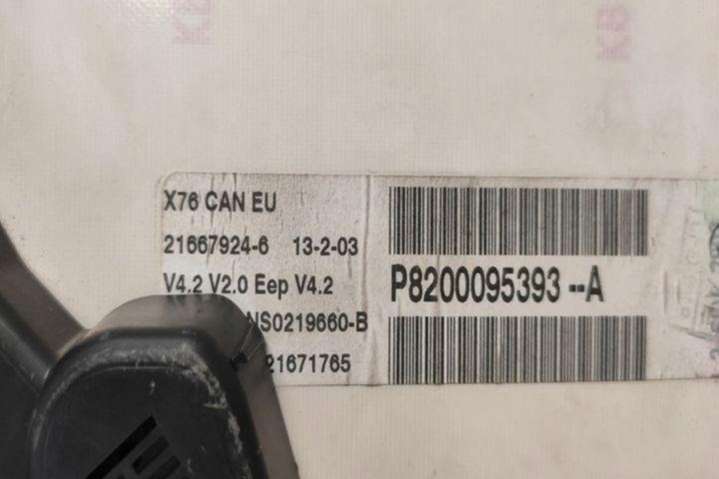 X76 CAN EU
21667924-6 13-2-03
V4.2 V2.0 Eep V4.2
NS0219660-B
21671765
P8200095393--A